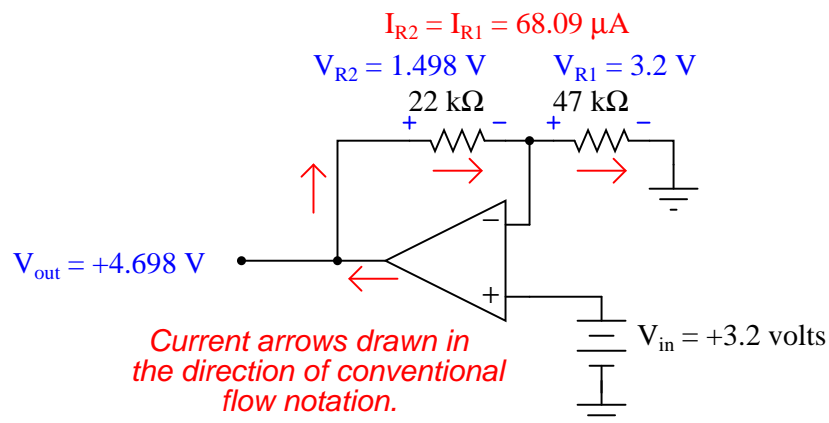 I_R2 = I_R1 = 68.09 μA
V_R2 = 1.498 V V_R1 = 3.2 V
22 kΩ 47 kΩ
+ − + −
−
V_out = +4.698 V
+
V_in = +3.2 volts
Current arrows drawn in
the direction of conventional
flow notation.